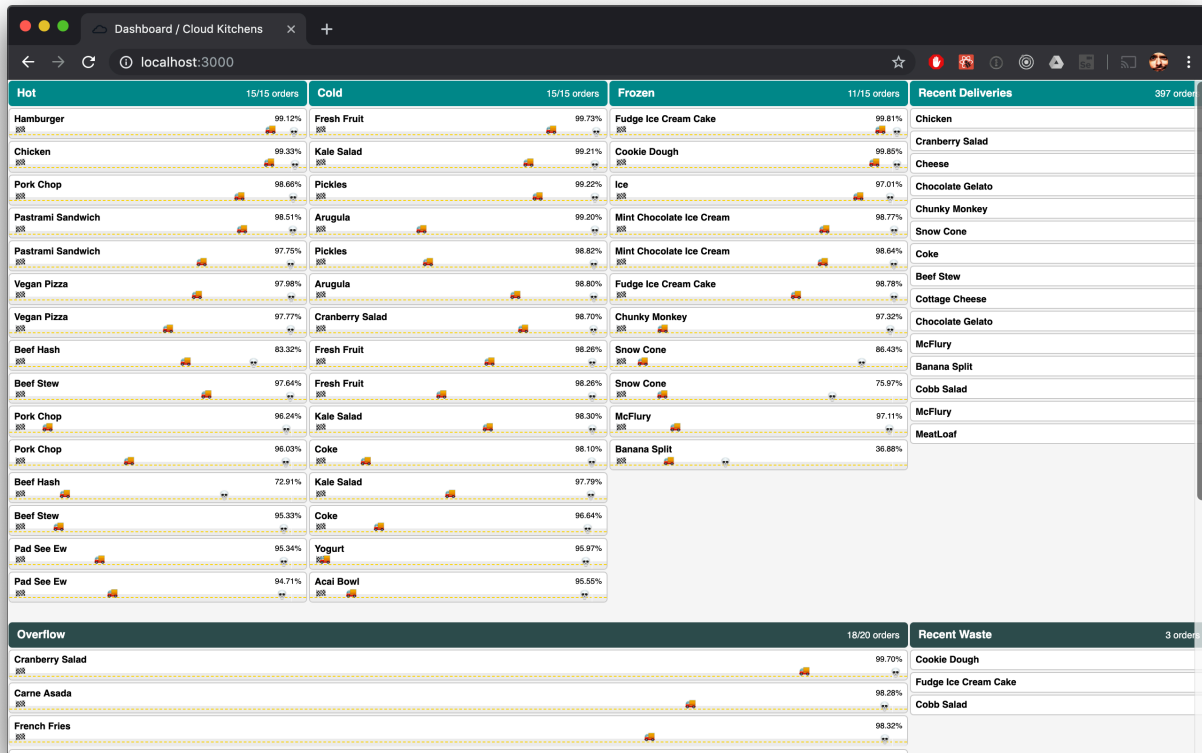 Dashboard / Cloud Kitchens
localhost:3000
Hot 15/15 orders
Hamburger 99.12%
Chicken 99.33%
Pork Chop 98.66%
Pastrami Sandwich 98.51%
Pastrami Sandwich 97.75%
Vegan Pizza 97.98%
Vegan Pizza 97.77%
Beef Hash 83.32%
Beef Stew 97.64%
Pork Chop 96.24%
Pork Chop 96.03%
Beef Hash 72.91%
Beef Stew 95.33%
Pad See Ew 95.34%
Pad See Ew 94.71%
Cold 15/15 orders
Fresh Fruit 99.73%
Kale Salad 99.21%
Pickles 99.22%
Arugula 99.20%
Pickles 98.82%
Arugula 98.80%
Cranberry Salad 98.70%
Fresh Fruit 98.26%
Fresh Fruit 98.26%
Kale Salad 98.30%
Coke 98.10%
Kale Salad 97.79%
Coke 96.64%
Yogurt 95.97%
Acai Bowl 95.55%
Frozen 11/15 orders
Fudge Ice Cream Cake 99.81%
Cookie Dough 99.85%
Ice 97.01%
Mint Chocolate Ice Cream 98.77%
Mint Chocolate Ice Cream 98.64%
Fudge Ice Cream Cake 98.78%
Chunky Monkey 97.32%
Snow Cone 86.43%
Snow Cone 75.97%
McFlury 97.11%
Banana Split 36.88%
Recent Deliveries 397 orders
Chicken
Cranberry Salad
Cheese
Chocolate Gelato
Chunky Monkey
Snow Cone
Coke
Beef Stew
Cottage Cheese
Chocolate Gelato
McFlury
Banana Split
Cobb Salad
McFlury
MeatLoaf
Overflow 18/20 orders
Cranberry Salad 99.70%
Carne Asada 98.28%
French Fries 98.32%
Recent Waste 3 orders
Cookie Dough
Fudge Ice Cream Cake
Cobb Salad